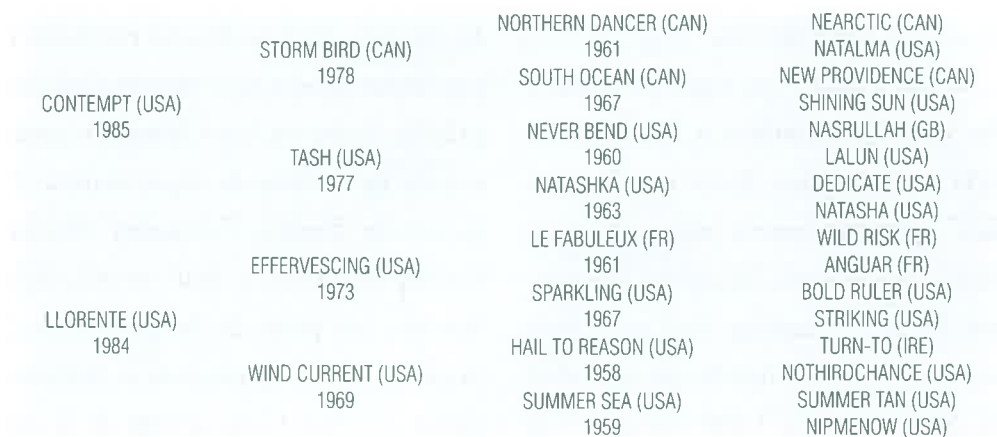 CONTEMPT (USA)
1985
LLORENTE (USA)
1984
STORM BIRD (CAN)
1978
TASH (USA)
1977
EFFERVESCING (USA)
1973
WIND CURRENT (USA)
1969
NORTHERN DANCER (CAN)
1961
SOUTH OCEAN (CAN)
1967
NEVER BEND (USA)
1960
NATASHKA (USA)
1963
LE FABULEUX (FR)
1961
SPARKLING (USA)
1967
HAIL TO REASON (USA)
1958
SUMMER SEA (USA)
1959
NEARCTIC (CAN)
NATALMA (USA)
NEW PROVIDENCE (CAN)
SHINING SUN (USA)
NASRULLAH (GB)
LALUN (USA)
DEDICATE (USA)
NATASHA (USA)
WILD RISK (FR)
ANGUAR (FR)
BOLD RULER (USA)
STRIKING (USA)
TURN-TO (IRE)
NOTHIRDCHANCE (USA)
SUMMER TAN (USA)
NIPMENOW (USA)